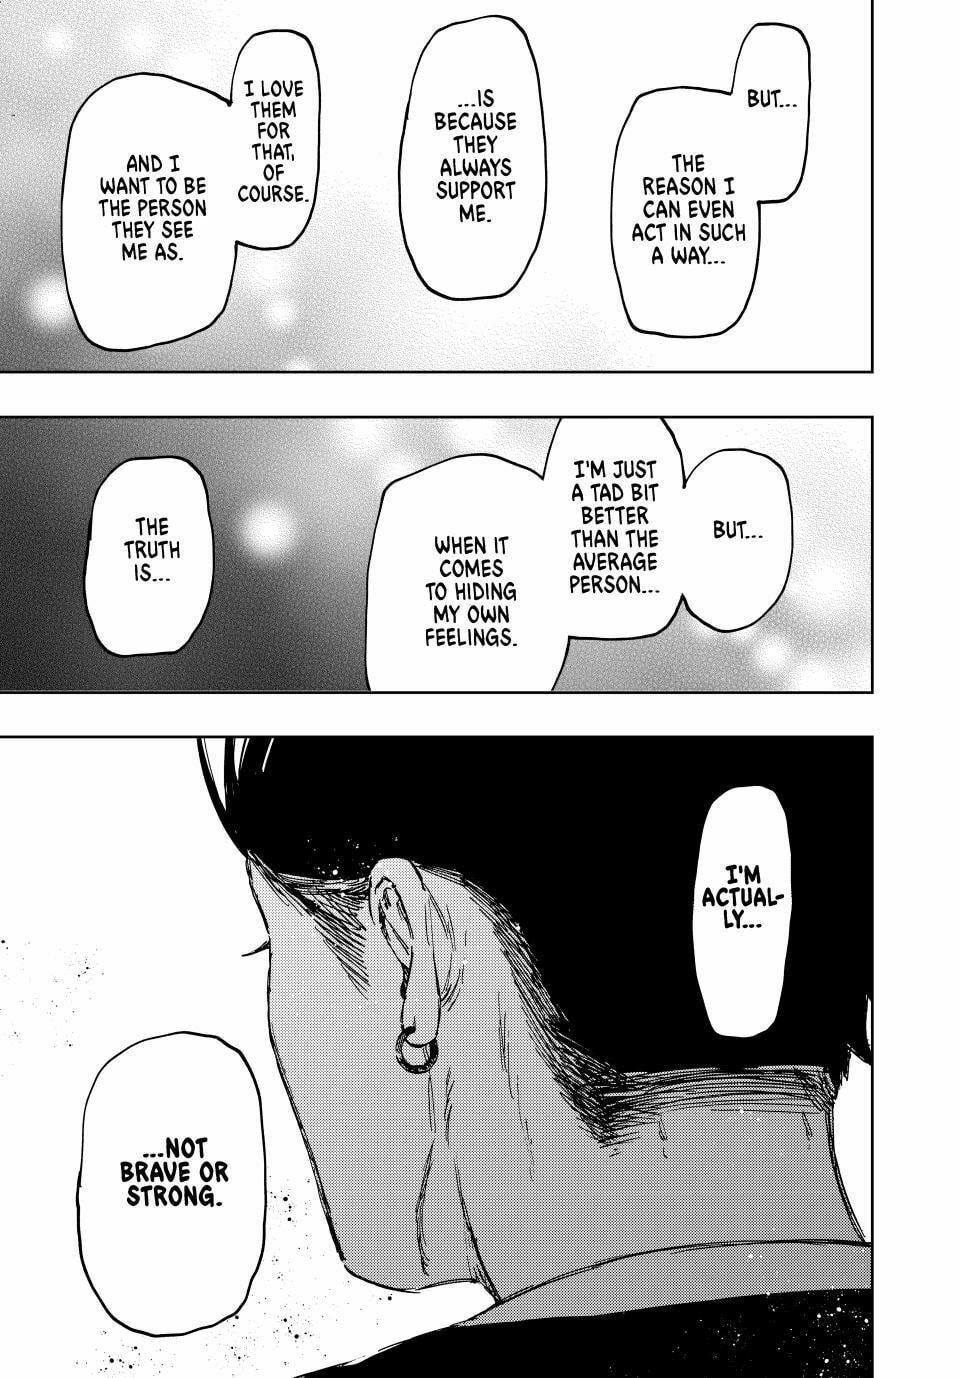 BUT...
THE
REASON I
CAN EVEN
ACT IN SUCH
A WAY...
...IS
BECAUSE
THEY
ALWAYS
SUPPORT
ME.
I LOVE
THEM
FOR
THAT,
OF
COURSE.
AND I
WANT TO BE
THE PERSON
THEY SEE
ME AS.
BUT...
I'M JUST
A TAD BIT
BETTER
THAN THE
AVERAGE
PERSON...
WHEN IT
COMES
TO HIDING
MY OWN
FEELINGS.
THE
TRUTH
IS...
I'M
ACTUAL-
LY...
...NOT
BRAVE OR
STRONG.